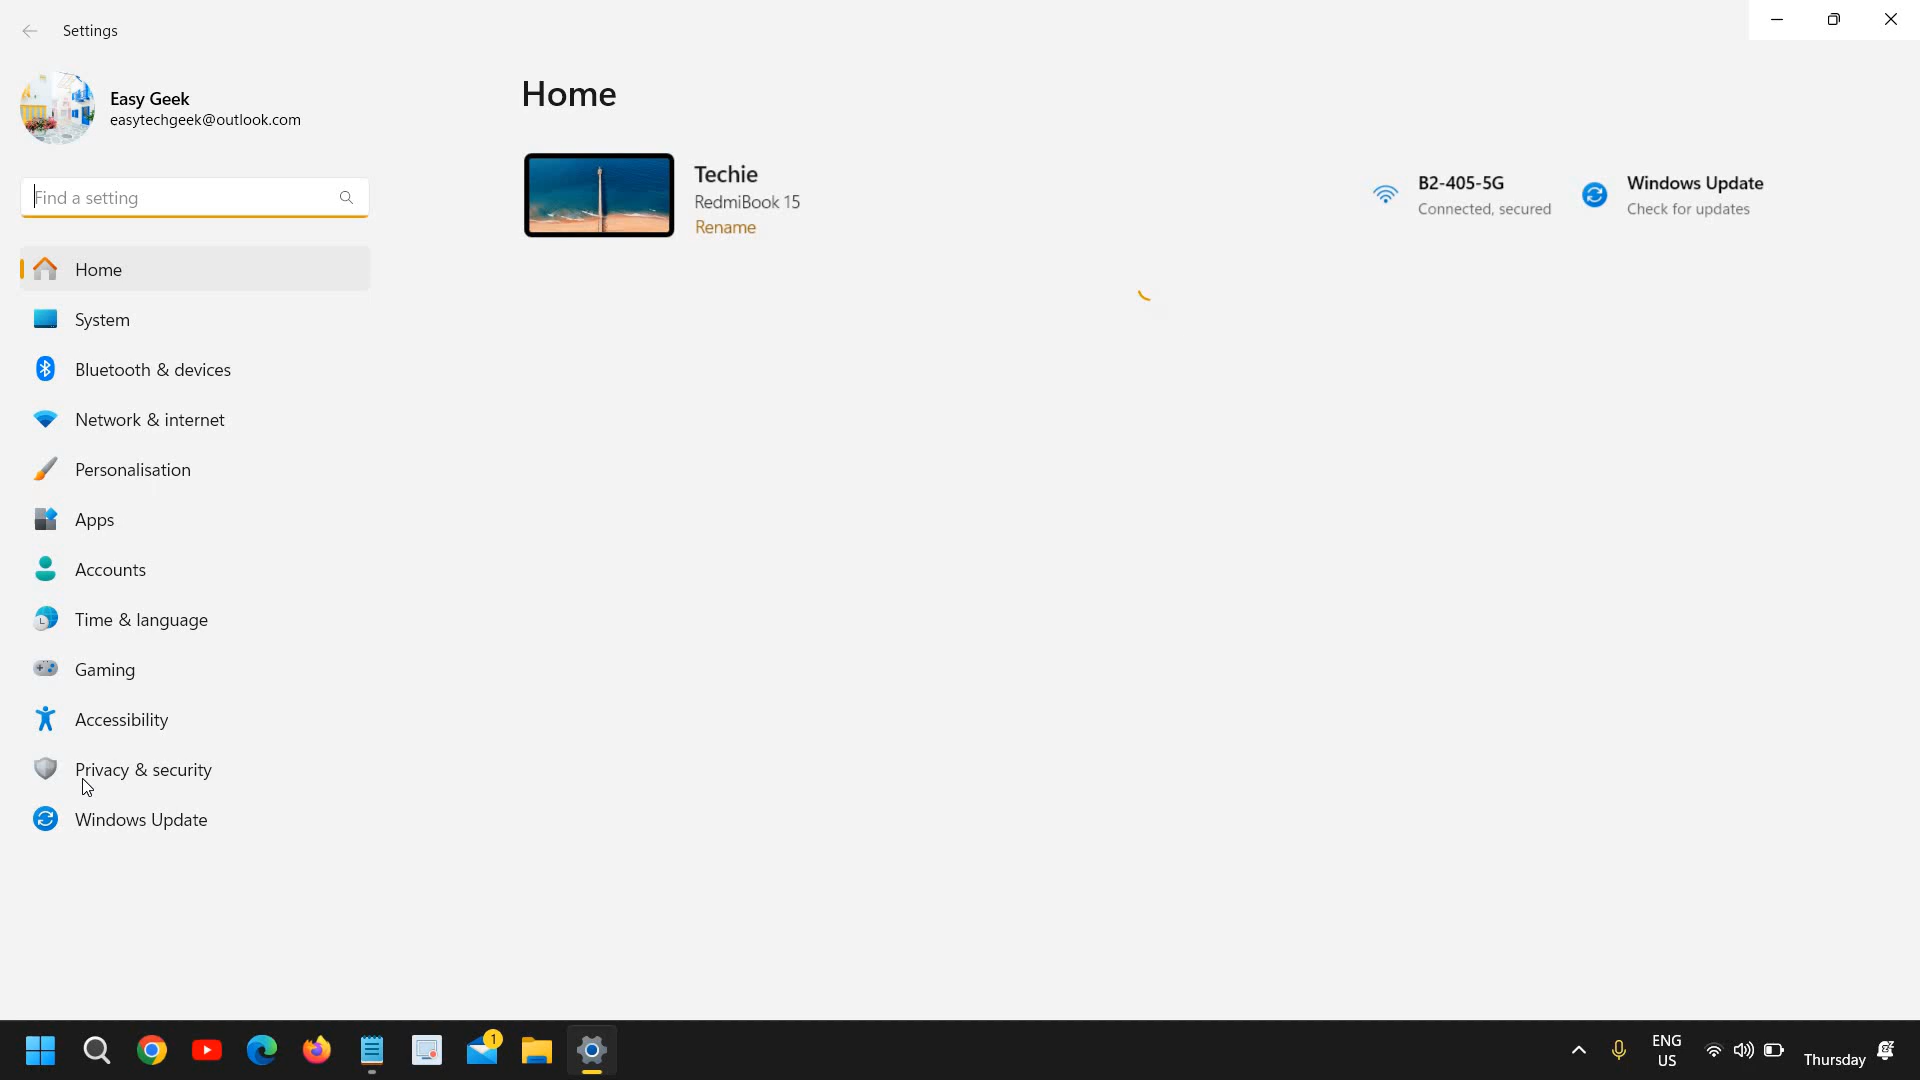 Settings
Easy Geek
easytechgeek@outlook.com
Find a setting
Home
System
Bluetooth & devices
Network & internet
Personalisation
Apps
Accounts
Time & language
Gaming
Accessibility
Privacy & security
Windows Update
Home
Techie
RedmiBook 15
Rename
B2-405-5G
Connected, secured
Windows Update
Check for updates
1
ENG
US
Thursday